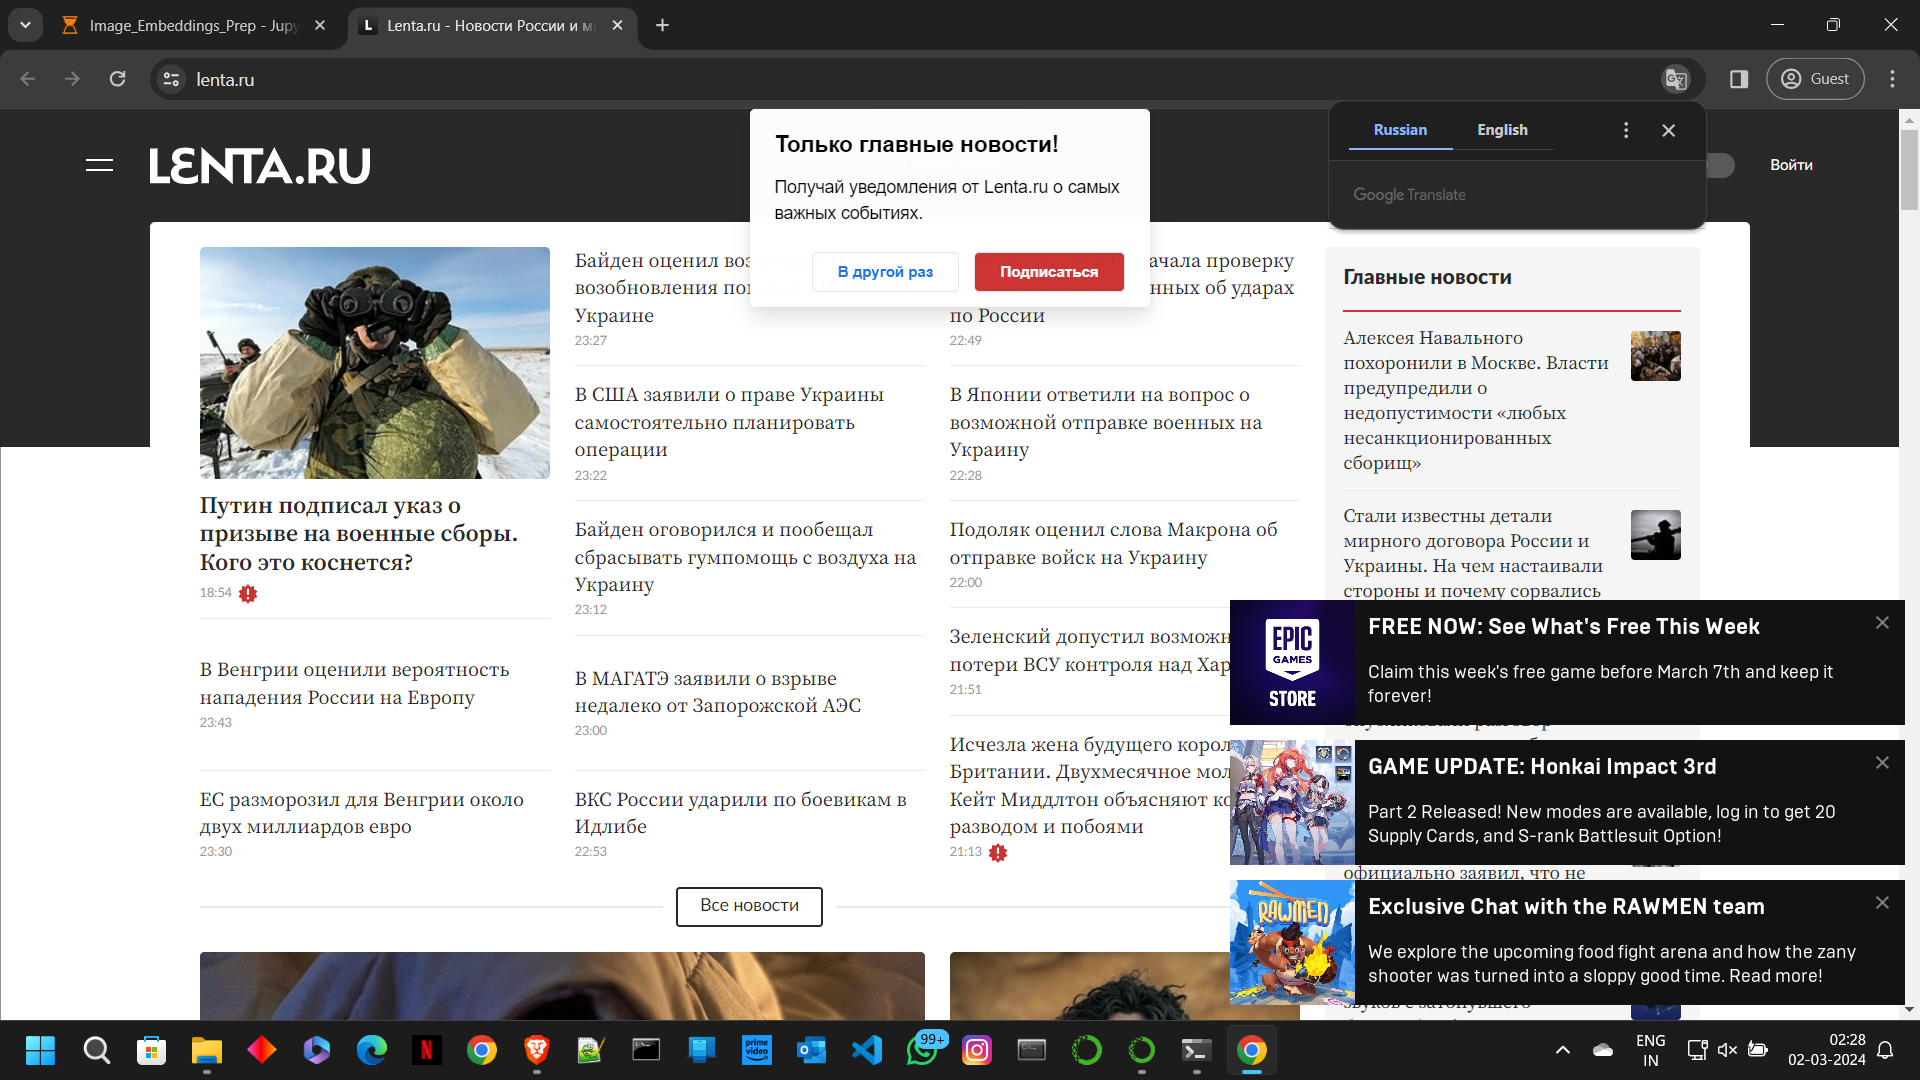 Image_Embeddings_Prep - Jupy
Lenta.ru - Новости России и ми
lenta.ru
Guest
LENTA.RU
Войти
Только главные новости!
Получай уведомления от Lenta.ru о самых
важных событиях.
В другой раз
Подписаться
Russian
English
Google Translate
Путин подписал указ о
призыве на военные сборы.
Кого это коснется?
18:54
В Венгрии оценили вероятность
нападения России на Европу
23:43
ЕС разморозил для Венгрии около
двух миллиардов евро
23:30
Байден оценил
возобновления
Украине
23:27
В США заявили о праве Украины
самостоятельно планировать
операции
23:22
Байден оговорился и пообещал
сбрасывать гумпомощь с воздуха на
Украину
23:12
В МАГАТЭ заявили о взрыве
недалеко от Запорожской АЭС
23:00
ВКС России ударили по боевикам в
Идлибе
22:53
ачала проверку
нных об ударах
по России
22:49
В Японии ответили на вопрос о
возможной отправке военных на
Украину
22:28
Подоляк оценил слова Макрона об
отправке войск на Украину
22:00
Зеленский допустил возможн
потери ВСУ контроля над Хар
21:51
Исчезла жена будущего корол
Британии. Двухмесячное мол
Кейт Миддлтон объясняют ко
разводом и побоями
21:13
Все новости
Главные новости
Алексея Навального
похоронили в Москве. Власти
предупредили о
недопустимости «любых
несанкционированных
сборищ»
Стали известны детали
мирного договора России и
Украины. На чем настаивали
стороны и почему сорвались
EPIC
GAMES
STORE
FREE NOW: See What's Free This Week
Claim this week's free game before March 7th and keep it
forever!
GAME UPDATE: Honkai Impact 3rd
Part 2 Released! New modes are available, log in to get 20
Supply Cards, and S-rank Battlesuit Option!
официально заявил, что не
RAWMEN
Exclusive Chat with the RAWMEN team
We explore the upcoming food fight arena and how the zany
shooter was turned into a sloppy good time. Read more!
prime
video
99+
ENG
IN
02:28
02-03-2024